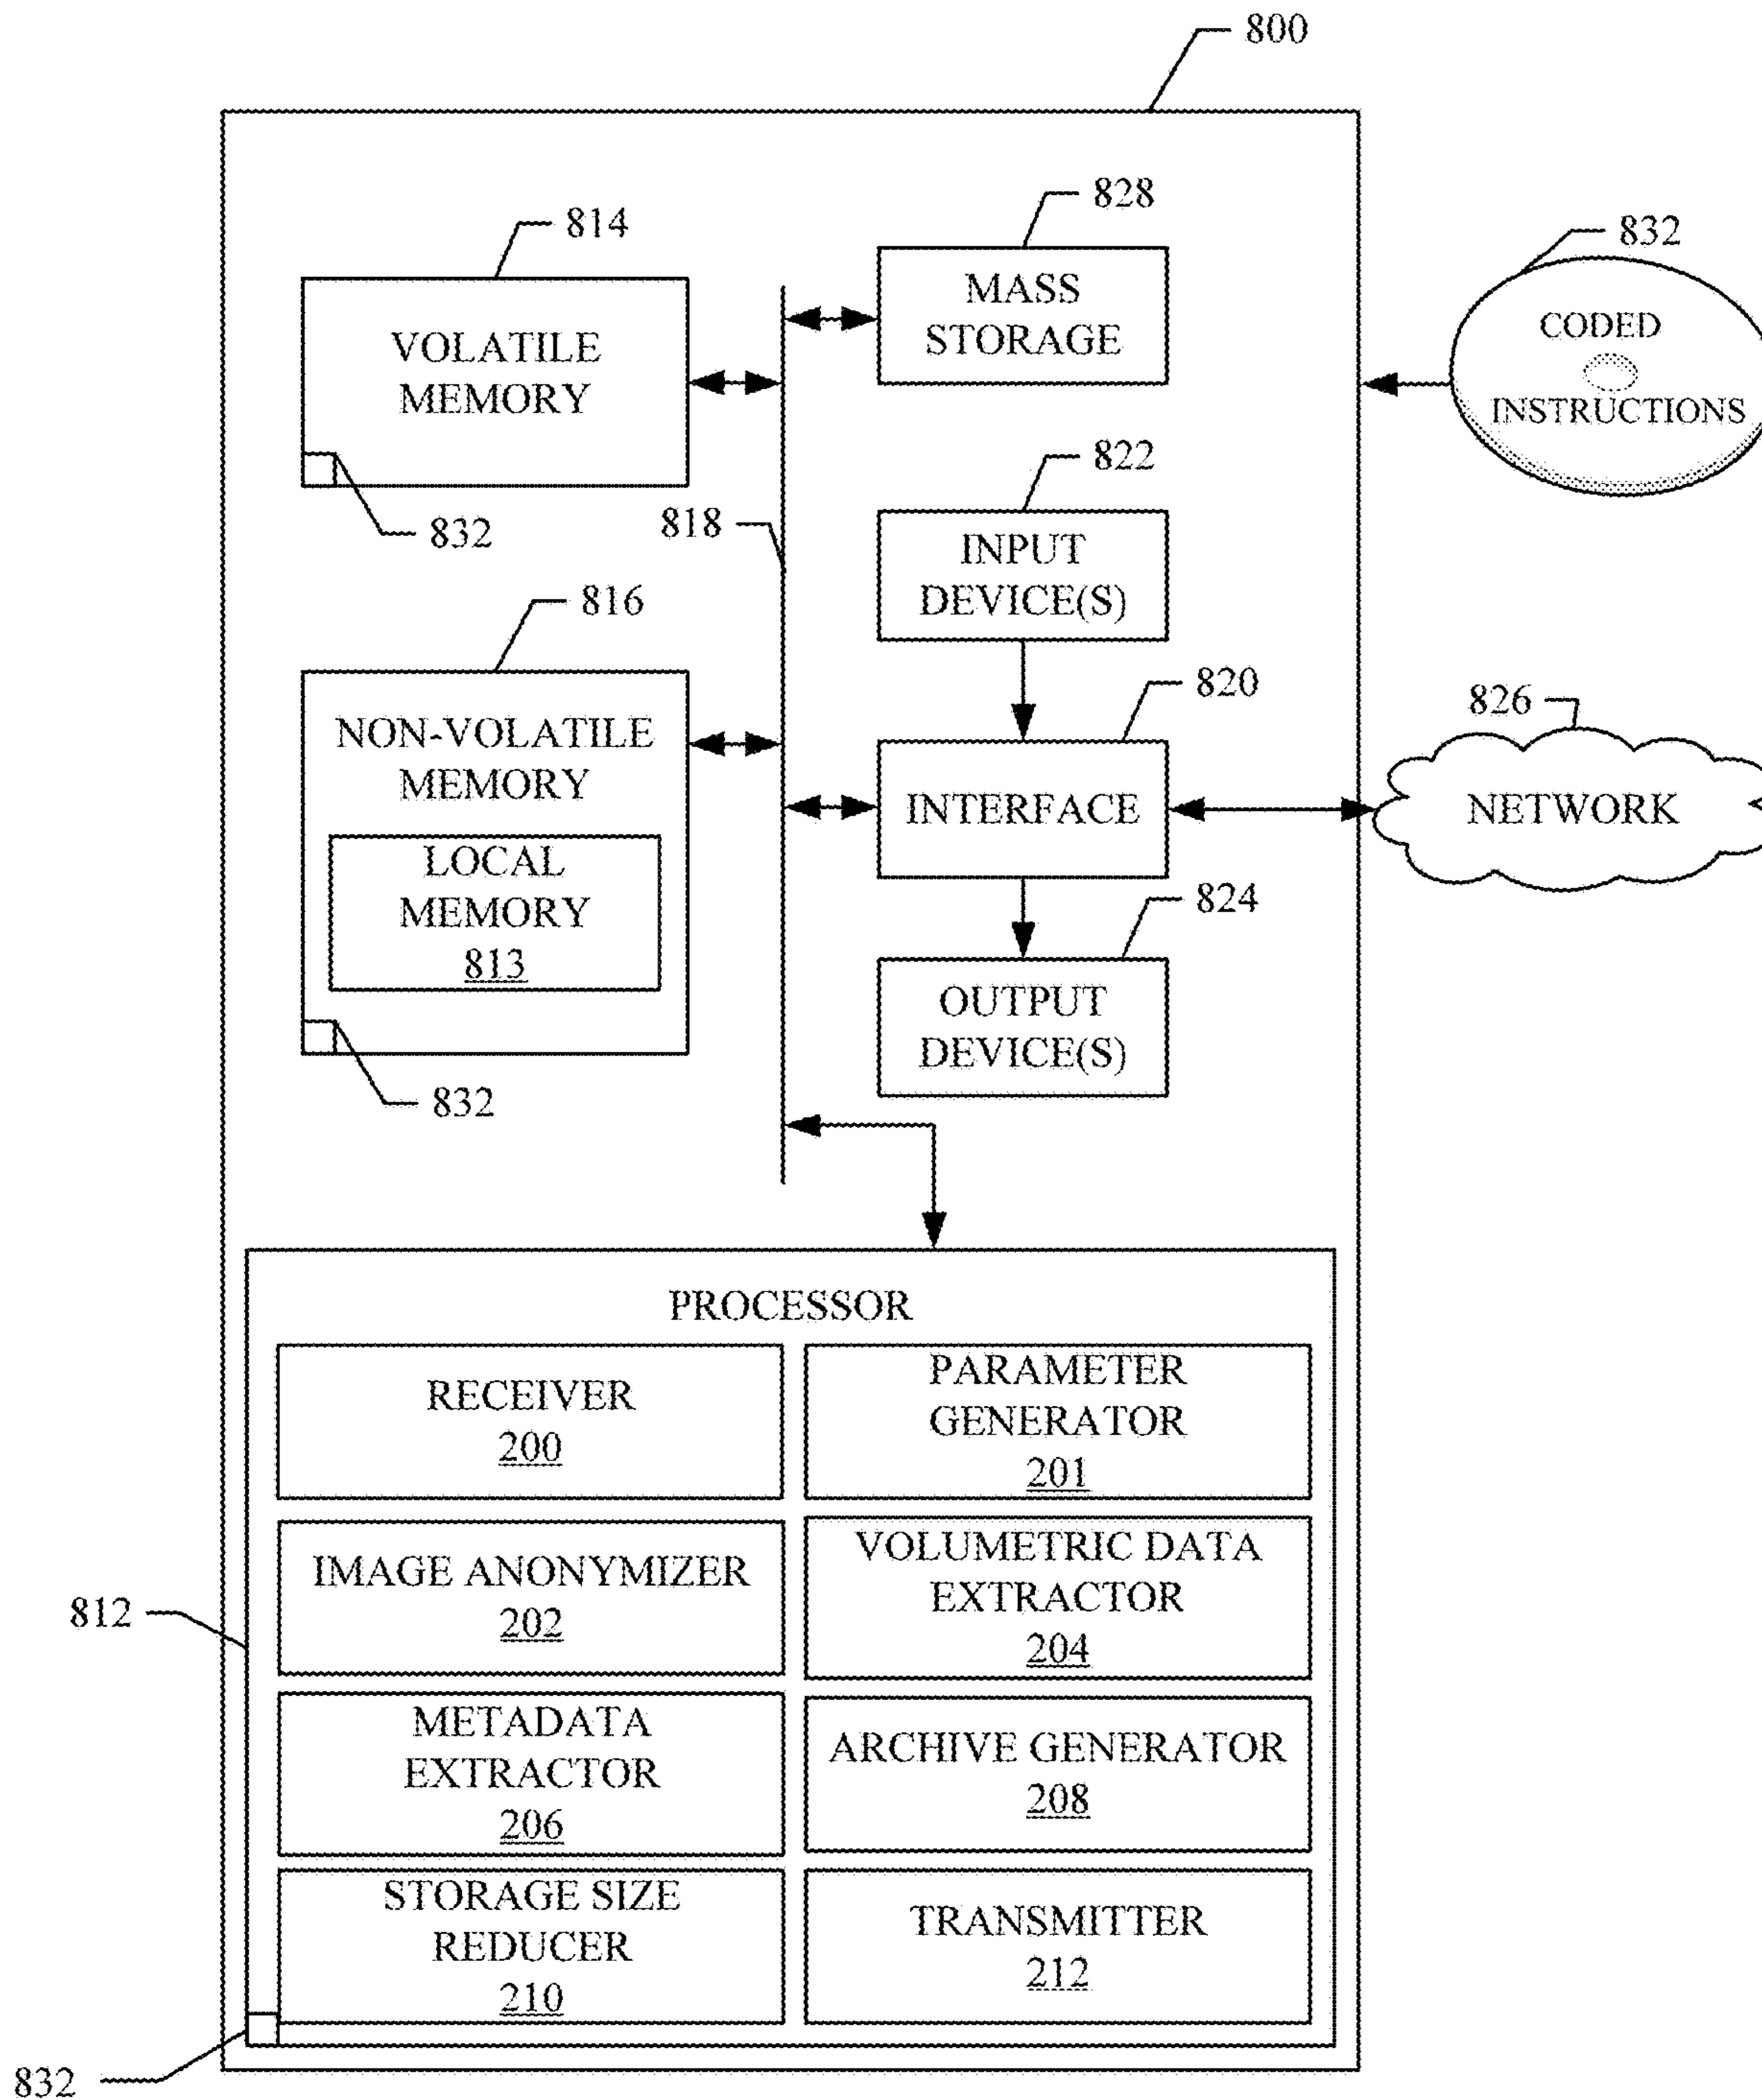 800
828
814
832
MASS
STORAGE
CODED
INSTRUCTIONS
VOLATILE
MEMORY
832
822
818
INPUT
DEVICE(S)
816
820
826
NON-VOLATILE
MEMORY
INTERFACE
NETWORK
LOCAL
MEMORY
813
824
OUTPUT
DEVICE(S)
832
PROCESSOR
RECEIVER
200
PARAMETER
GENERATOR
201
IMAGE ANONYMIZER
202
VOLUMETRIC DATA
EXTRACTOR
204
812
METADATA
EXTRACTOR
206
ARCHIVE GENERATOR
208
STORAGE SIZE
REDUCER
210
TRANSMITTER
212
832